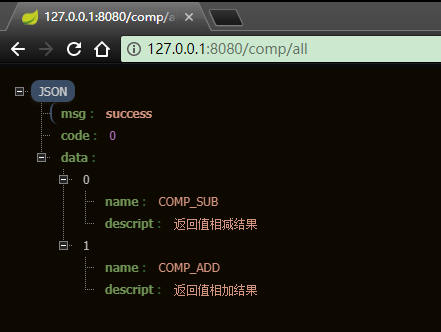 127.0.0.1:8080/comp/a
127.0.0.1:8080/comp/all
JSON
msg : success
code : 0
data :
0
name : COMP_SUB
descript : 返回值相减结果
1
name : COMP_ADD
descript : 返回值相加结果